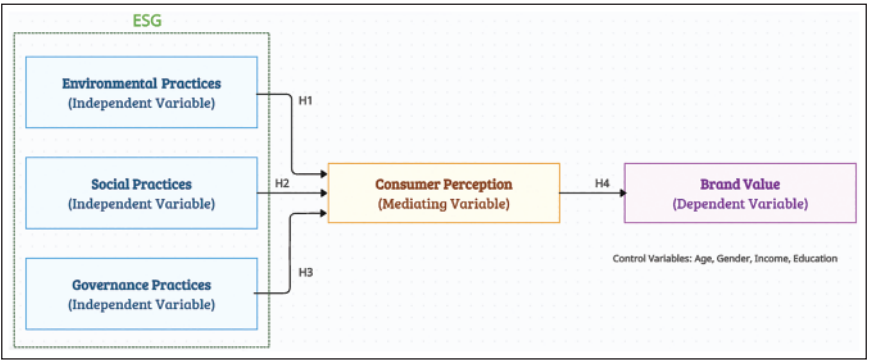 ESG
Environmental Practices
(Independent Variable)
H1
Social Practices
(Independent Variable)
H2
Consumer Perception
(Mediating Variable)
H4
Brand Value
(Dependent Variable)
H3
Governance Practices
(Independent Variable)
Control Variables: Age, Gender, Income, Education